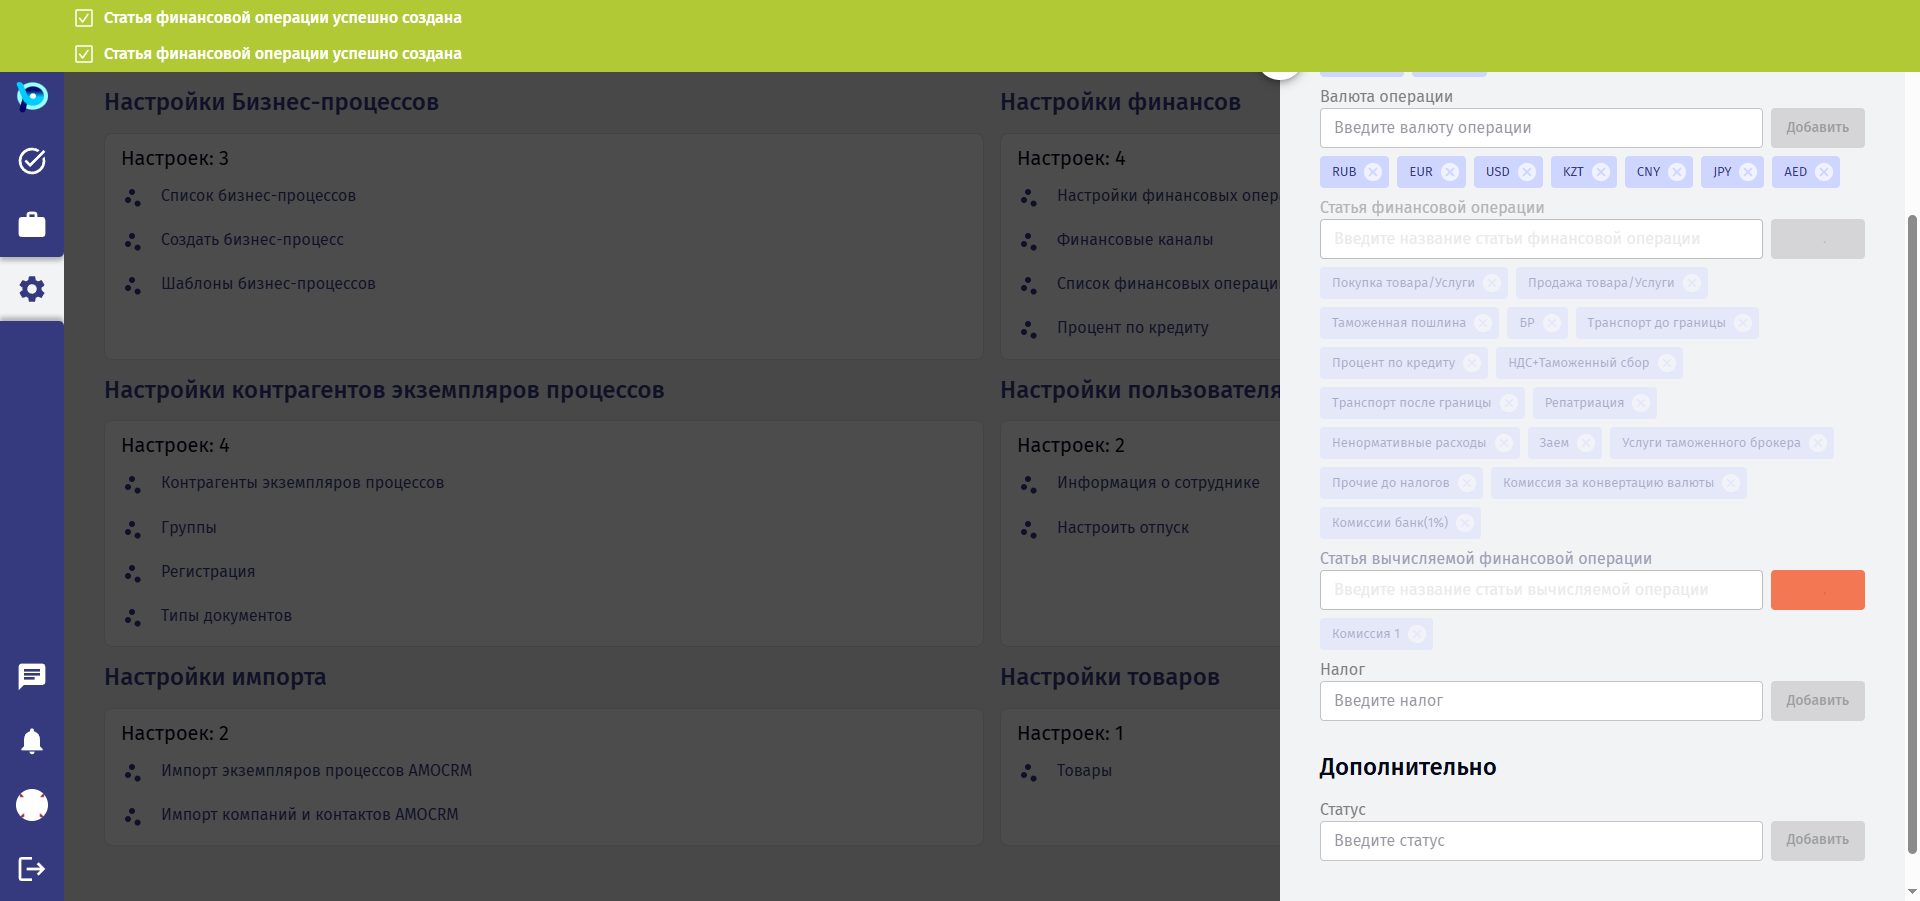 Статья финансовой операции успешно создана
Статья финансовой операции успешно создана
Настройки Бизнес-процессов
Настроек: 3
Список бизнес-процессов
Создать бизнес-процесс
Шаблоны бизнес-процессов
Настройки финансов
Настроек: 4
Настройки финансовых опер
Финансовые каналы
Список финансовых операци
Процент по кредиту
Настройки контрагентов экземпляров процессов
Настроек: 4
Контрагенты экземпляров процессов
Группы
Регистрация
Типы документов
Настройки пользователя
Настроек: 2
Информация о сотруднике
Настроить отпуск
Настройки импорта
Настроек: 2
Импорт экземпляров процессов AMOCRM
Импорт компаний и контактов AMOCRM
Настройки товаров
Настроек: 1
Товары
Валюта операции
Введите валюту операции Добавить
RUB EUR USD KZT CNY JPY AED
Статья финансовой операции
Введите название статьи финансовой операции
Покупка товара/Услуги Продажа товара/Услуги
Таможенная пошлина БР Транспорт до границы
Процент по кредиту НДС+Таможенный сбор
Транспорт после границы Репатриация
Ненормативные расходы Заем Услуги таможенного брокера
Прочие до налогов Комиссия за конвертацию валюты
Комиссии банк(1%)
Статья вычисляемой финансовой операции
Введите название статьи вычисляемой операции
Комиссия 1
Налог
Введите налог Добавить
Дополнительно
Статус
Введите статус Добавить